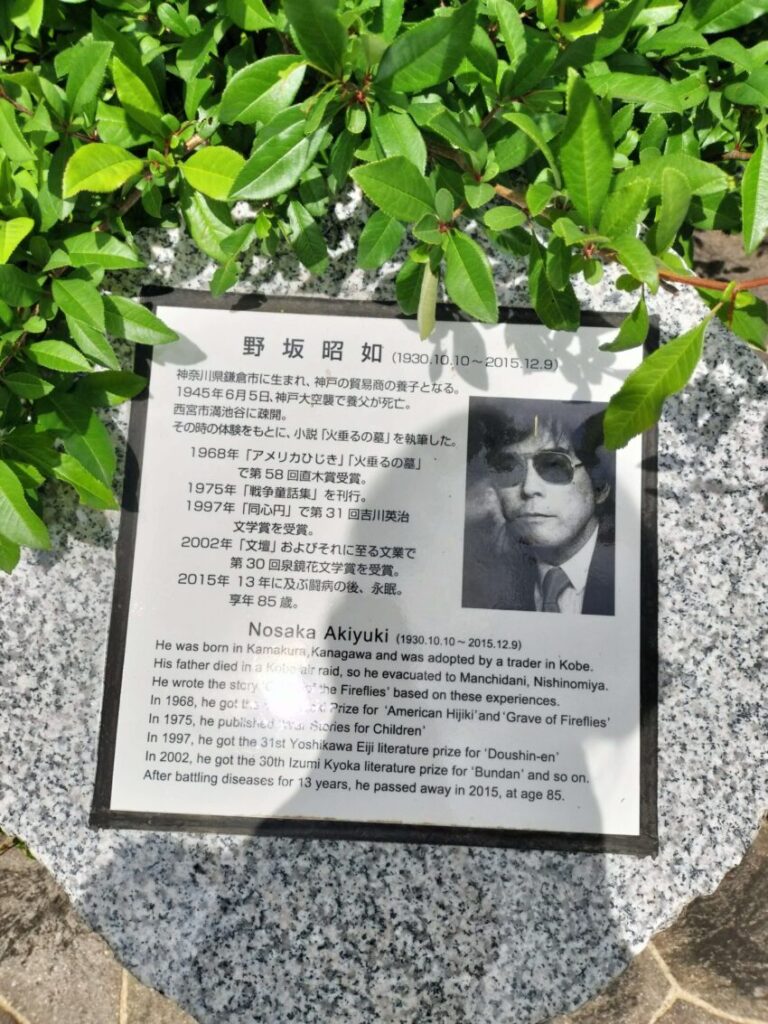 野坂昭如 (1930.10.10～2015.12.9)
神奈川県鎌倉市に生まれ、神戸の貿易商の養子となる。
1945年6月5日、神戸大空襲で養父が死亡。
西宮市満池谷に疎開。
その時の体験をもとに、小説「火垂るの墓」を執筆した。
1968年「アメリカひじき」「火垂るの墓」
で第58回直木賞受賞。
1975年「戦争童話集」を刊行。
1997年「同心円」で第31回吉川英治
文学賞を受賞。
2002年「文壇」およびそれに至る文業で
第30回泉鏡花文学賞を受賞。
2015年 13年に及ぶ闘病の後、永眠。
享年85歳。
Nosaka Akiyuki (1930.10.10～2015.12.9)
He was born in Kamakura,Kanagawa and was adopted by a trader in Kobe.
His father died in a Kobe air raid, so he evacuated to Manchidani, Nishinomiya.
He wrote the story of the Fireflies' based on these experiences.
In 1968, he got the Prize for 'American Hijiki' and 'Grave of Fireflies'
In 1975, he published Stories for Children'
In 1997, he got the 31st Yoshikawa Eiji literature prize for 'Doushin-en'
In 2002, he got the 30th Izumi Kyoka literature prize for 'Bundan' and so on.
After battling diseases for 13 years, he passed away in 2015, at age 85.